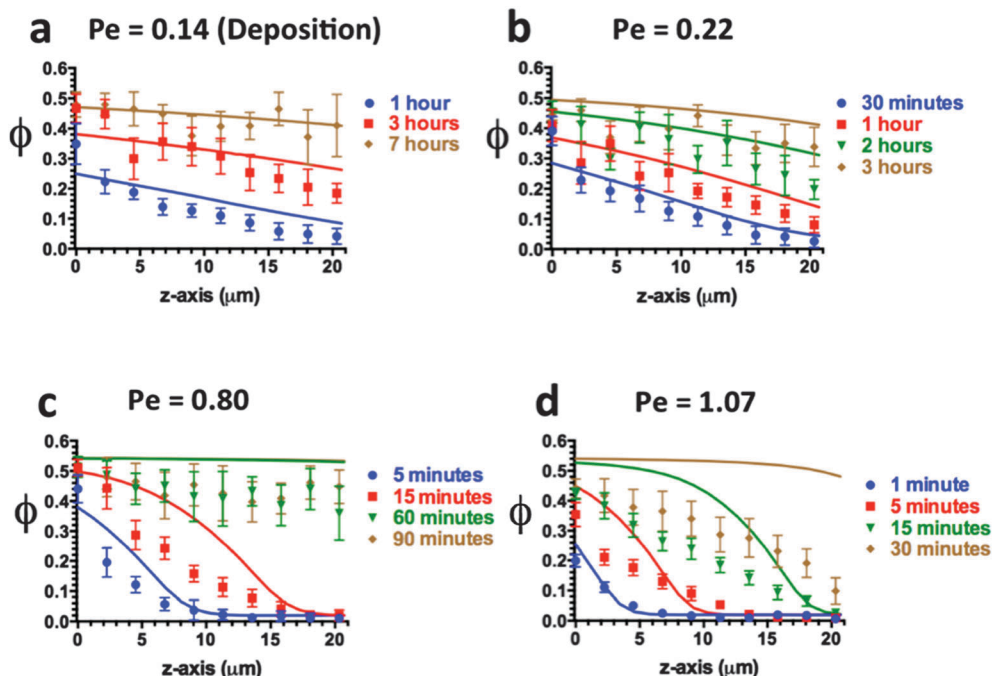 a Pe = 0.14 (Deposition)
0.6
0.5
0.4
0.3
0.2
0.1
0.0
ϕ
0 5 10 15 20
z-axis (μm)
1 hour
3 hours
7 hours
b Pe = 0.22
0.6
0.5
0.4
0.3
0.2
0.1
0.0
ϕ
0 5 10 15 20
z-axis (μm)
30 minutes
1 hour
2 hours
3 hours
c Pe = 0.80
0.6
0.5
0.4
0.3
0.2
0.1
0.0
ϕ
0 5 10 15 20
z-axis (μm)
5 minutes
15 minutes
60 minutes
90 minutes
d Pe = 1.07
0.6
0.5
0.4
0.3
0.2
0.1
0.0
ϕ
0 5 10 15 20
z-axis (μm)
1 minute
5 minutes
15 minutes
30 minutes